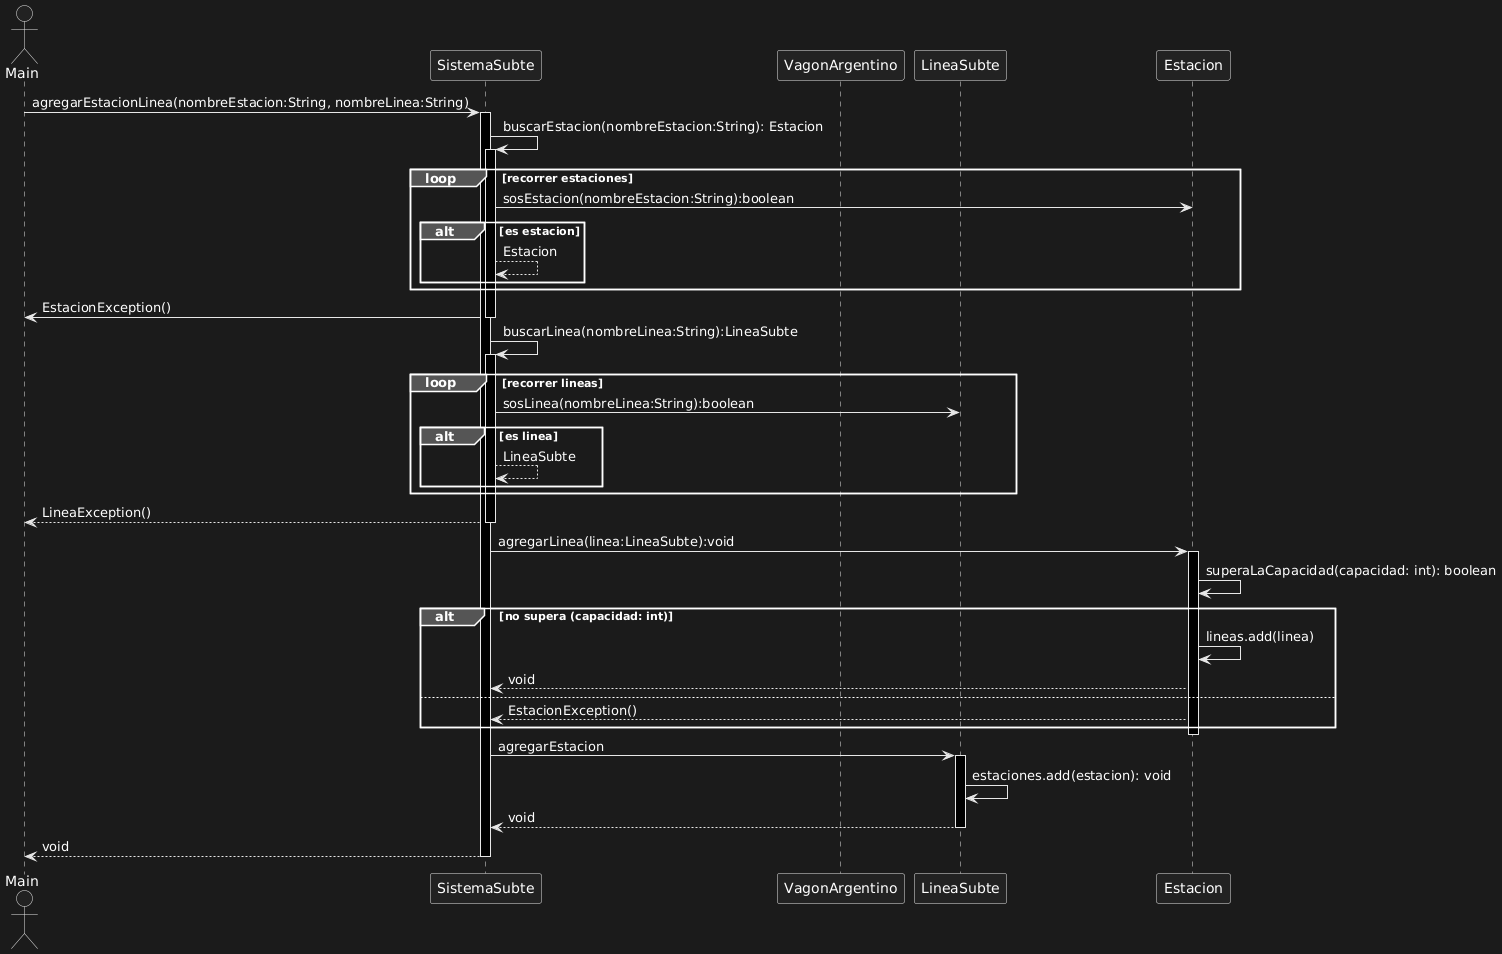 Main
SistemaSubte
VagonArgentino
LineaSubte
Estacion
agregarEstacionLinea(nombreEstacion:String, nombreLinea:String)
buscarEstacion(nombreEstacion:String): Estacion
loop
[recorrer estaciones]
sosEstacion(nombreEstacion:String):boolean
alt
[es estacion]
Estacion
EstacionException()
buscarLinea(nombreLinea:String):LineaSubte
loop
[recorrer lineas]
sosLinea(nombreLinea:String):boolean
alt
[es linea]
LineaSubte
LineaException()
agregarLinea(linea:LineaSubte):void
superaLaCapacidad(capacidad: int): boolean
alt
[no supera (capacidad: int)]
lineas.add(linea)
void
EstacionException()
agregarEstacion
estaciones.add(estacion): void
void
void
Main
SistemaSubte
VagonArgentino
LineaSubte
Estacion